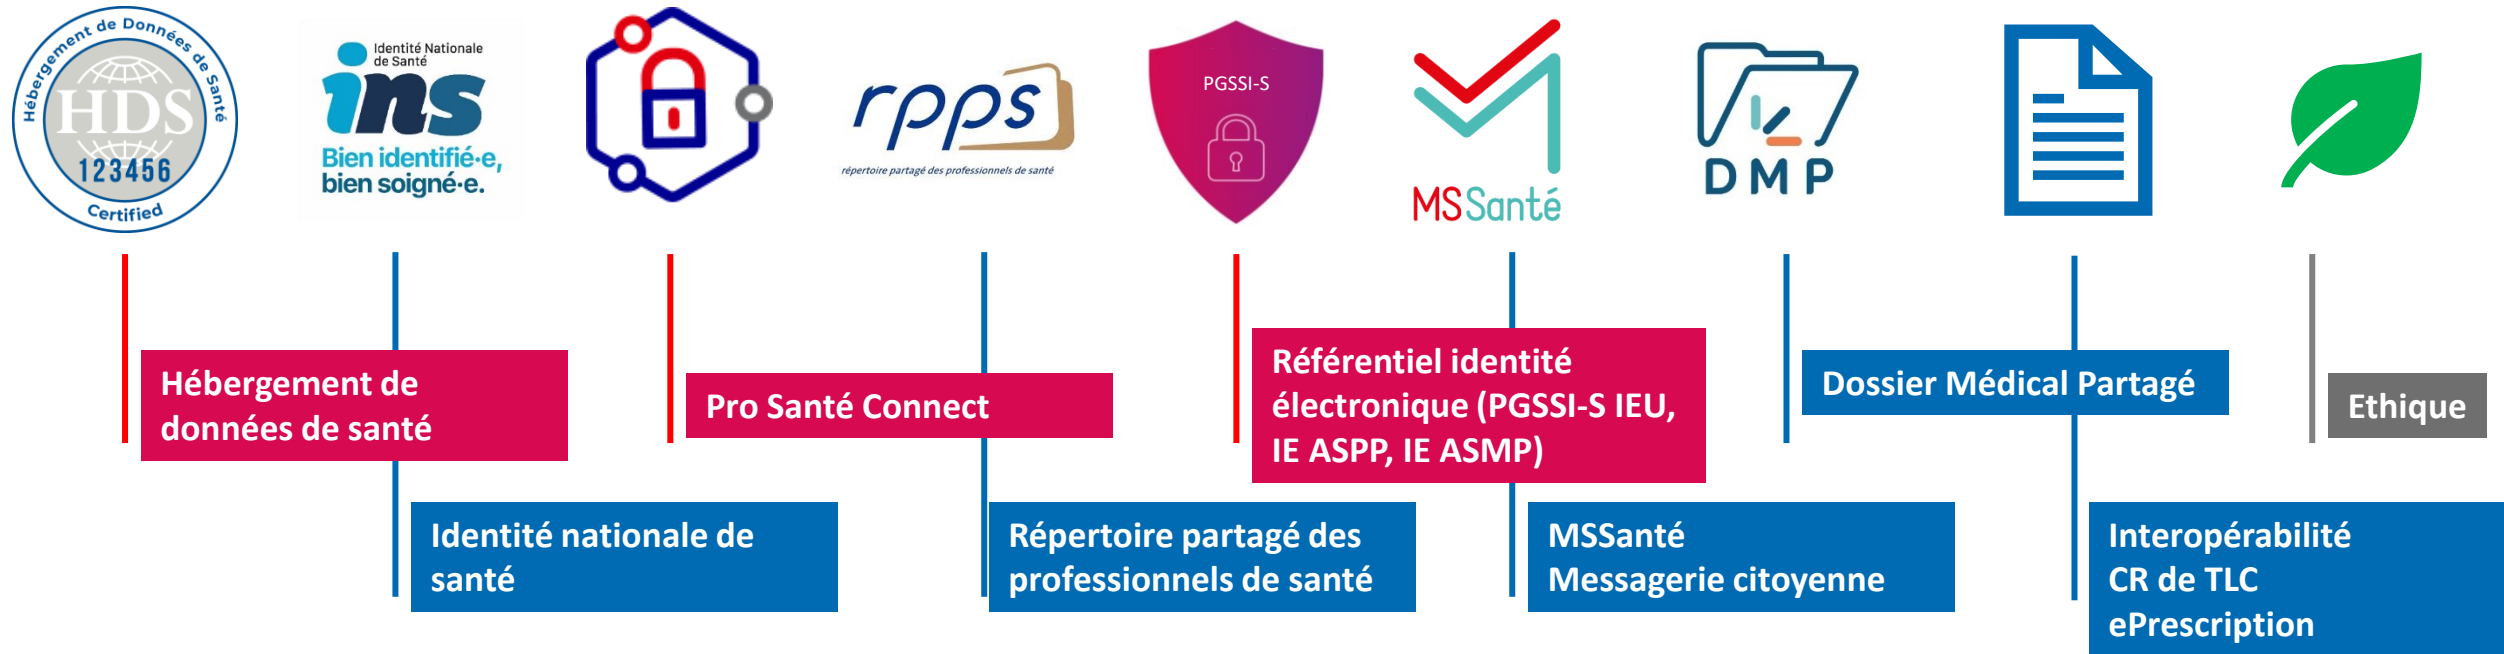 Hébergement de Données de Santé
HDS
123456
Certified
Identité Nationale
de Santé
ins
Bien identifié·e,
bien soigné·e.
rpps
répertoire partagé des professionnels de santé
PGSSI-S
MSSanté
DMP
Hébergement de
données de santé
Identité nationale de
santé
Pro Santé Connect
Répertoire partagé des
professionnels de santé
Référentiel identité
électronique (PGSSI-S IEU,
IE ASPP, IE ASMP)
MSSanté
Messagerie citoyenne
Dossier Médical Partagé
Interopérabilité
CR de TLC
ePrescription
Ethique